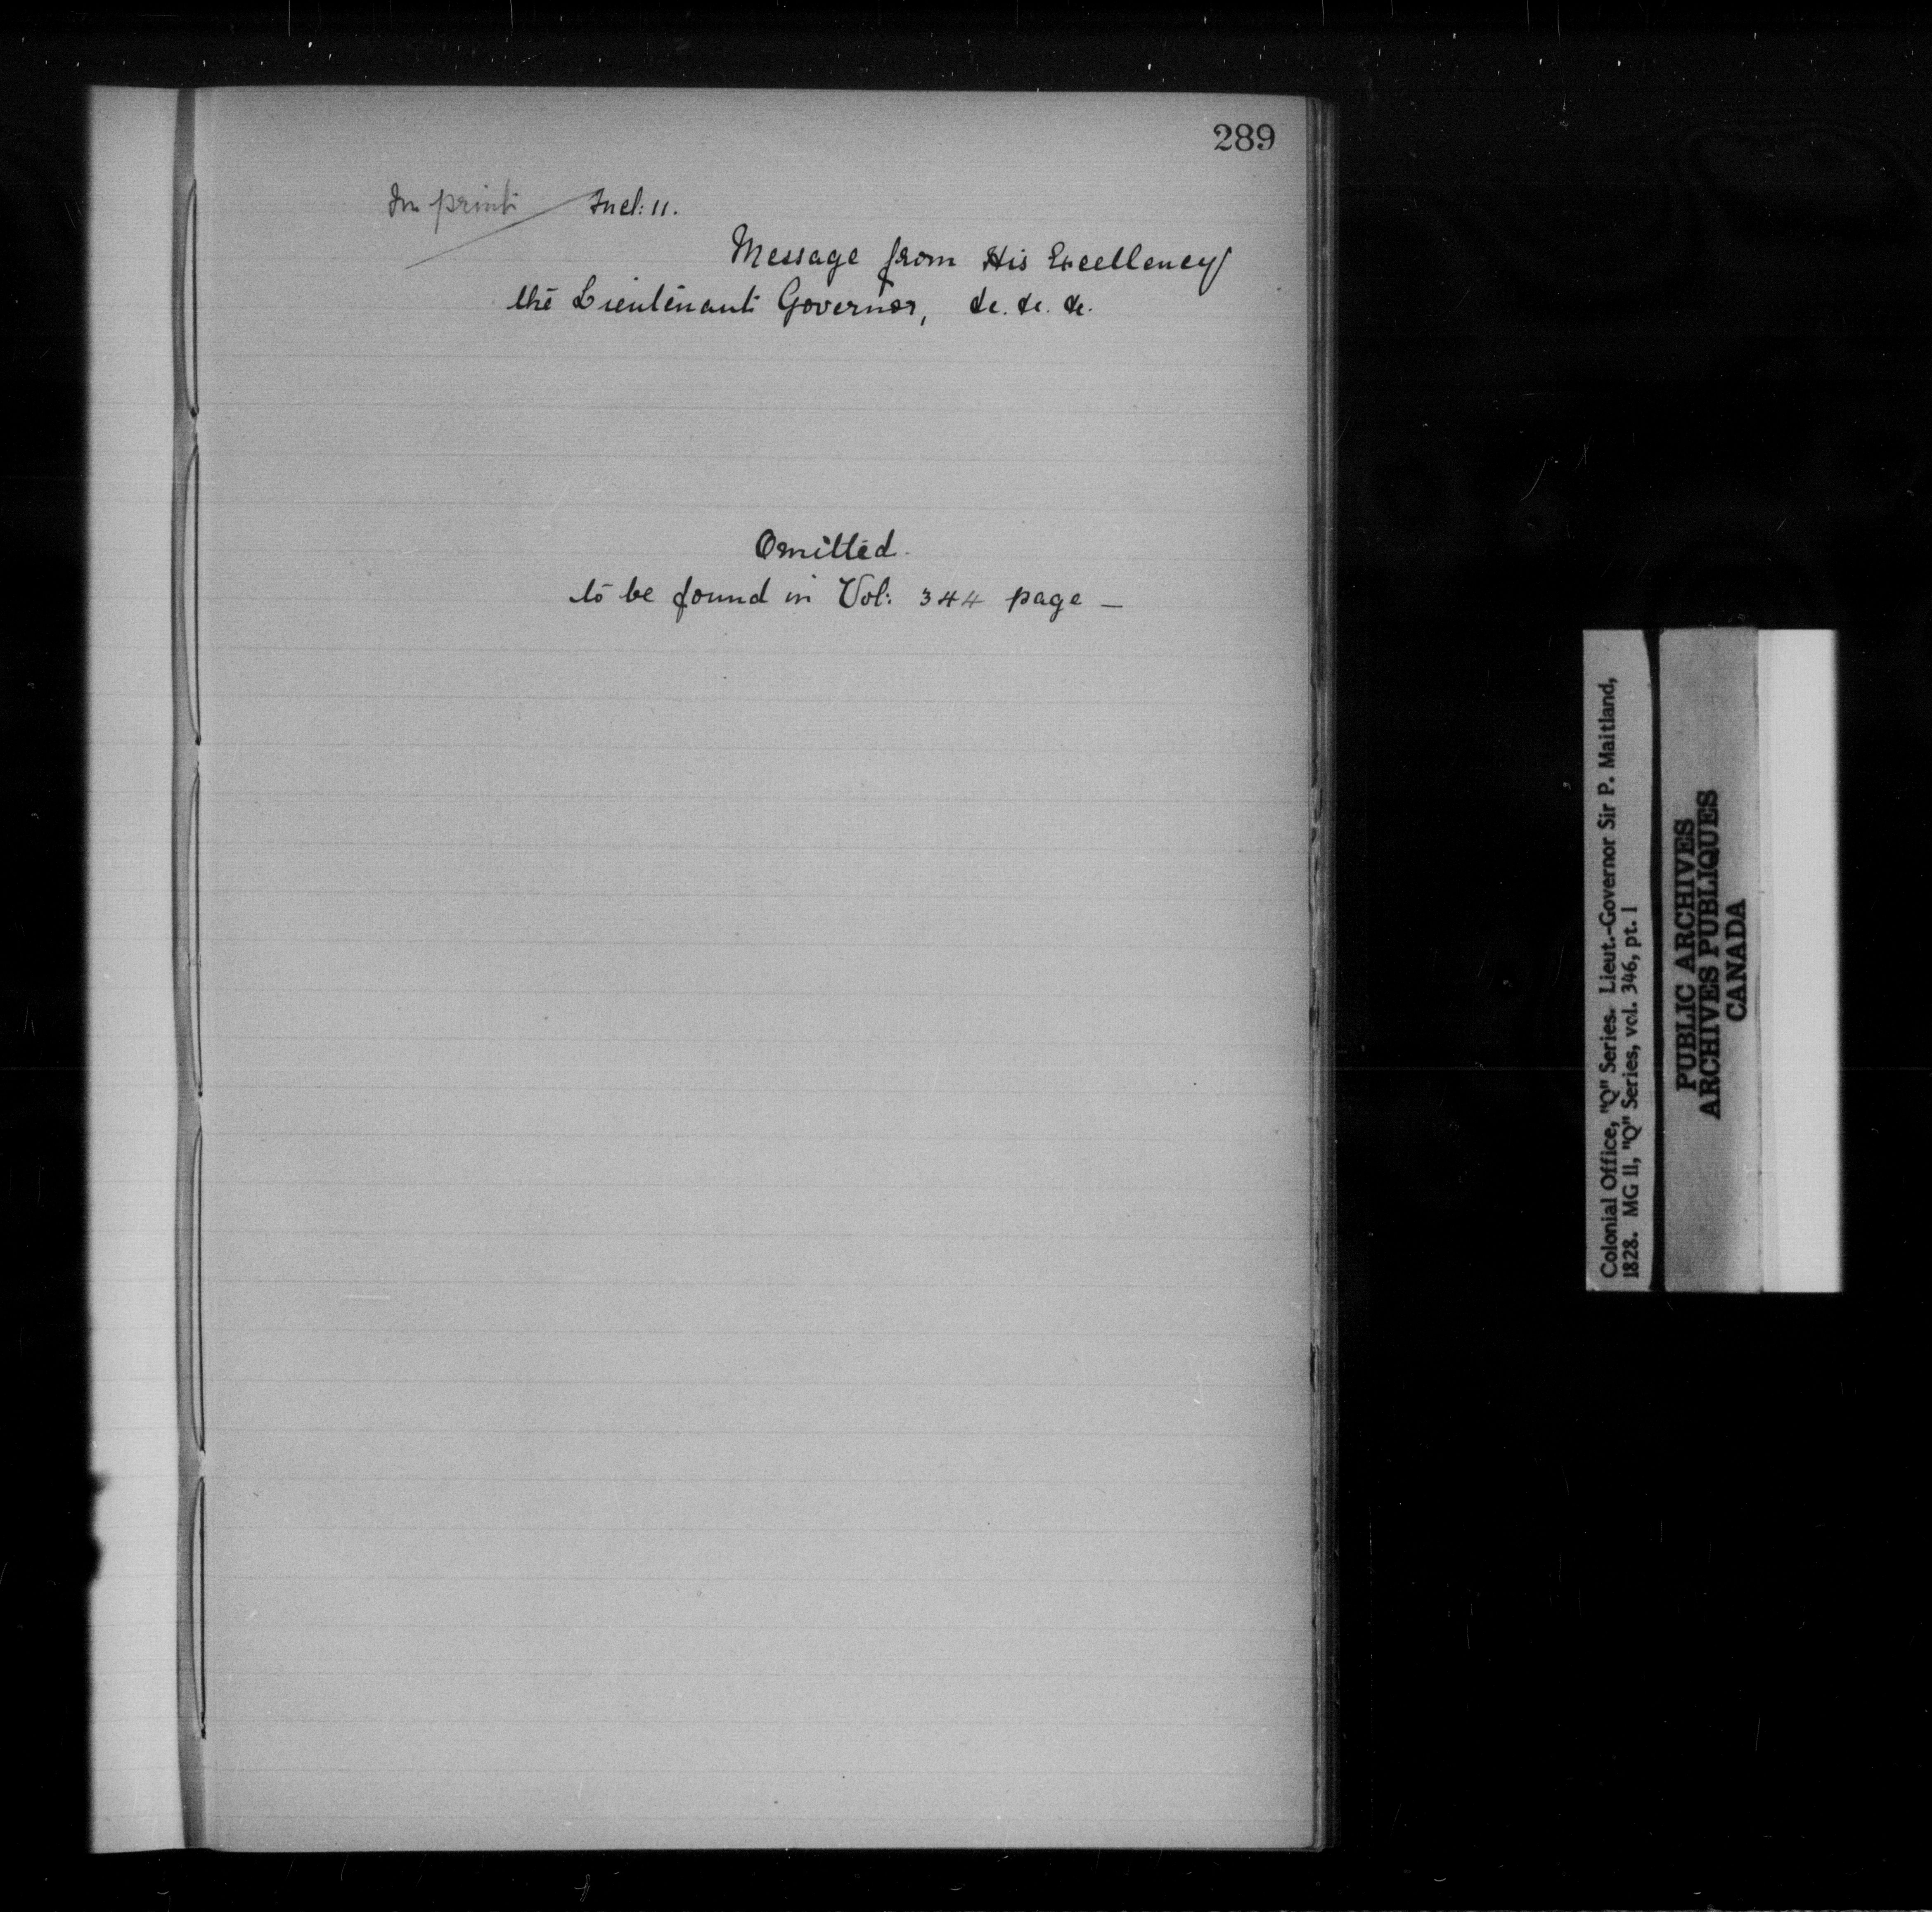 289
In print Incl: 11.
Message from His Excellency
the Lieutenant Governor, &c. &c. &c.
Omitted.
to be found in Vol: 344 page —
Colonial Office, "Q" Series. Lieut.-Governor Sir P. Maitland,
1828. MG 11, "Q" Series, vol. 346, pt. 1
PUBLIC ARCHIVES
ARCHIVES PUBLIQUES
CANADA